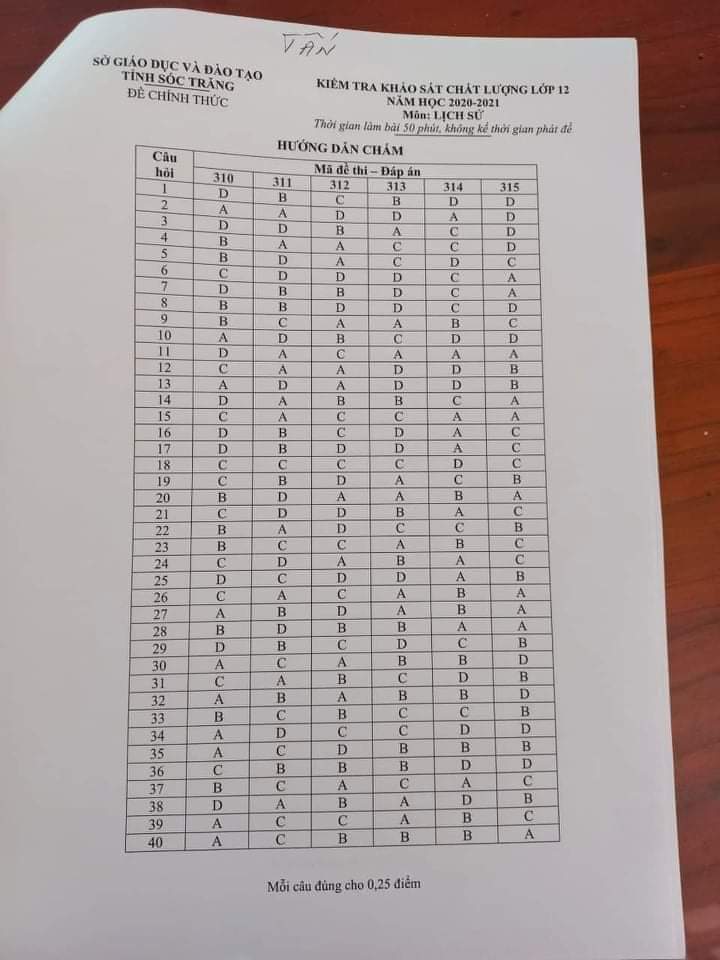 TẤN
SỞ GIÁO DỤC VÀ ĐÀO TẠO
TỈNH SÓC TRĂNG
ĐỀ CHÍNH THỨC
KIỂM TRA KHẢO SÁT CHẤT LƯỢNG LỚP 12
NĂM HỌC 2020-2021
Môn: LỊCH SỬ
Thời gian làm bài 50 phút, không kể thời gian phát đề
HƯỚNG DẪN CHẤM
Câu hỏi Mã đề thi – Đáp án
310 311 312 313 314 315
1 D B C B D D
2 A A D D A D
3 D D B A C D
4 B A A C C D
5 B D A C D C
6 C D D D C A
7 D B B D C A
8 B B D D C D
9 B C A A B C
10 A D B C D D
11 D A C A A A
12 C A A D D B
13 A D A D D B
14 D A B B C A
15 C A C C A A
16 D B C D A C
17 D B D D A C
18 C C C C D C
19 C B D A C B
20 B D A A B A
21 C D D B A C
22 B A D C C B
23 B C C A B C
24 C D A B A C
25 D C D D A B
26 C A C A B A
27 A B D A B A
28 B D B B A A
29 D B C D C B
30 A C A B B D
31 C A B C D B
32 A B A B B D
33 B C B C C B
34 A D C C D D
35 A C D B B B
36 C B B B D D
37 B C A C A C
38 D A B A D B
39 A C C A B C
40 A C B B B A
Mỗi câu đúng cho 0,25 điểm